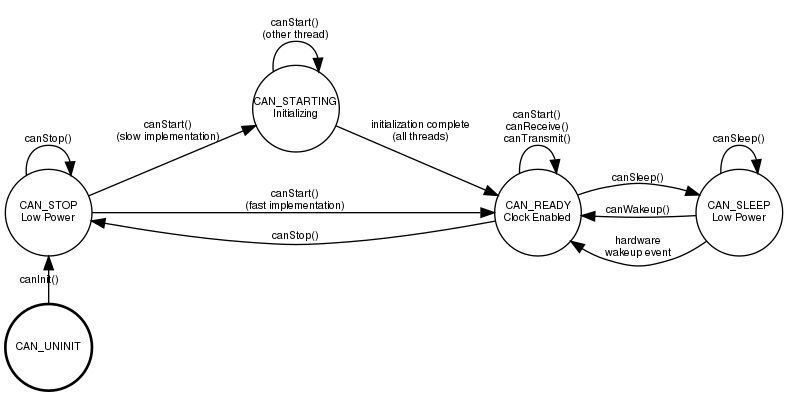 canStart()
(other thread)
CAN_STARTING
Initializing
canStart()
(slow implementation)
initialization complete
(all threads)
canStart()
canReceive()
canTransmit()
canStop()
canSleep()
CAN_STOP
Low Power
canStart()
(fast implementation)
CAN_READY
Clock Enabled
canSleep()
canWakeup()
CAN_SLEEP
Low Power
canStop()
hardware
wakeup event
canInit()
CAN_UNINIT